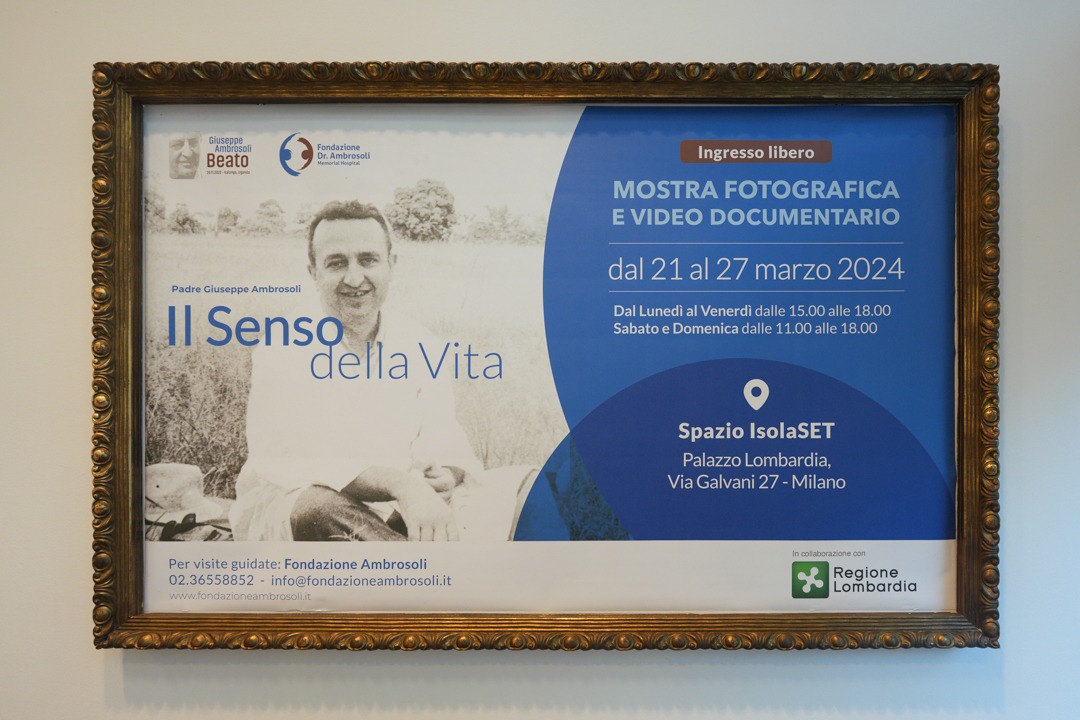 Giuseppe
Ambrosoli
Beato
Fondazione
Dr. Ambrosoli
Memorial Hospital
Padre Giuseppe Ambrosoli
Il Senso
della Vita
Ingresso libero
MOSTRA FOTOGRAFICA
E VIDEO DOCUMENTARIO
dal 21 al 27 marzo 2024
Dal Lunedì al Venerdì dalle 15.00 alle 18.00
Sabato e Domenica dalle 11.00 alle 18.00
Spazio IsolaSET
Palazzo Lombardia,
Via Galvani 27 - Milano
Per visite guidate: Fondazione Ambrosoli
02.36558852 - info@fondazioneambrosoli.it
www.fondazioneambrosoli.it
In collaborazione con
Regione
Lombardia